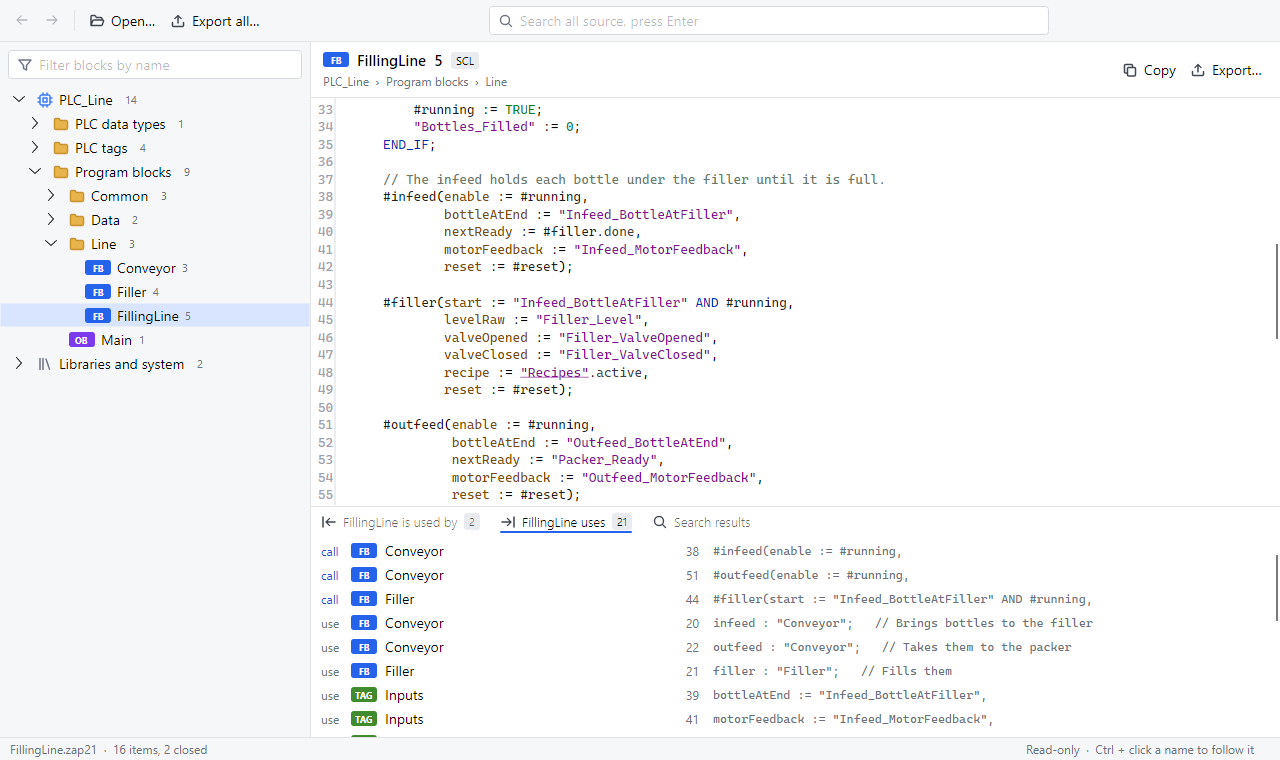 Open...
Export all...
Search all source, press Enter
Filter blocks by name
PLC_Line 14
PLC data types 1
PLC tags 4
Program blocks 9
Common 3
Data 2
Line 3
FB Conveyor 3
FB Filler 4
FB FillingLine 5
OB Main 1
Libraries and system 2
FB FillingLine 5 SCL
PLC_Line › Program blocks › Line
Copy
Export...
33 #running := TRUE;
34 "Bottles_Filled" := 0;
35 END_IF;
36
37 // The infeed holds each bottle under the filler until it is full.
38 #infeed(enable := #running,
39 bottleAtEnd := "Infeed_BottleAtFiller",
40 nextReady := #filler.done,
41 motorFeedback := "Infeed_MotorFeedback",
42 reset := #reset);
43
44 #filler(start := "Infeed_BottleAtFiller" AND #running,
45 levelRaw := "Filler_Level",
46 valveOpened := "Filler_ValveOpened",
47 valveClosed := "Filler_ValveClosed",
48 recipe := "Recipes".active,
49 reset := #reset);
50
51 #outfeed(enable := #running,
52 bottleAtEnd := "Outfeed_BottleAtEnd",
53 nextReady := "Packer_Ready",
54 motorFeedback := "Outfeed_MotorFeedback",
55 reset := #reset);
FillingLine is used by 2
FillingLine uses 21
Search results
call FB Conveyor 38 #infeed(enable := #running,
call FB Conveyor 51 #outfeed(enable := #running,
call FB Filler 44 #filler(start := "Infeed_BottleAtFiller" AND #running,
use FB Conveyor 20 infeed : "Conveyor"; // Brings bottles to the filler
use FB Conveyor 22 outfeed : "Conveyor"; // Takes them to the packer
use FB Filler 21 filler : "Filler"; // Fills them
use TAG Inputs 39 bottleAtEnd := "Infeed_BottleAtFiller",
use TAG Inputs 41 motorFeedback := "Infeed_MotorFeedback",
FillingLine.zap21 · 16 items, 2 closed
Read-only · Ctrl + click a name to follow it